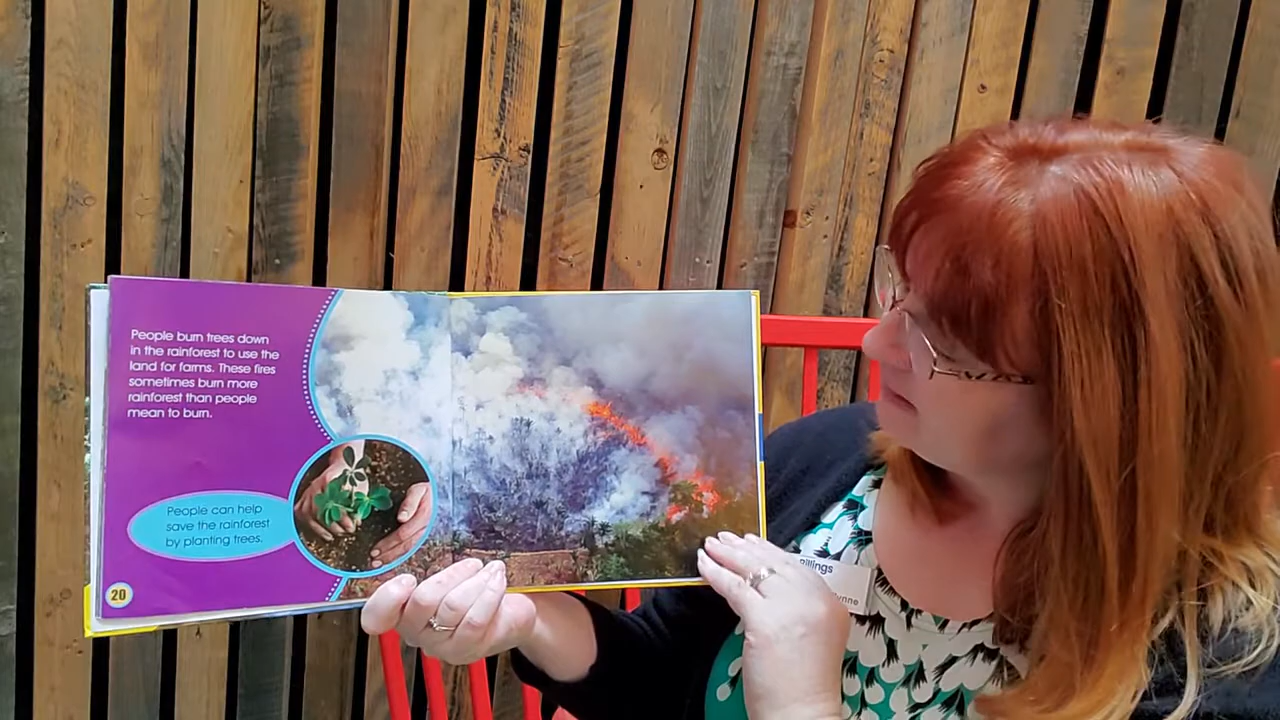 People burn trees down
in the rainforest to use the
land for farms. These fires
sometimes burn more
rainforest than people
mean to burn.
People can help
save the rainforest
by planting trees.
20
Billings